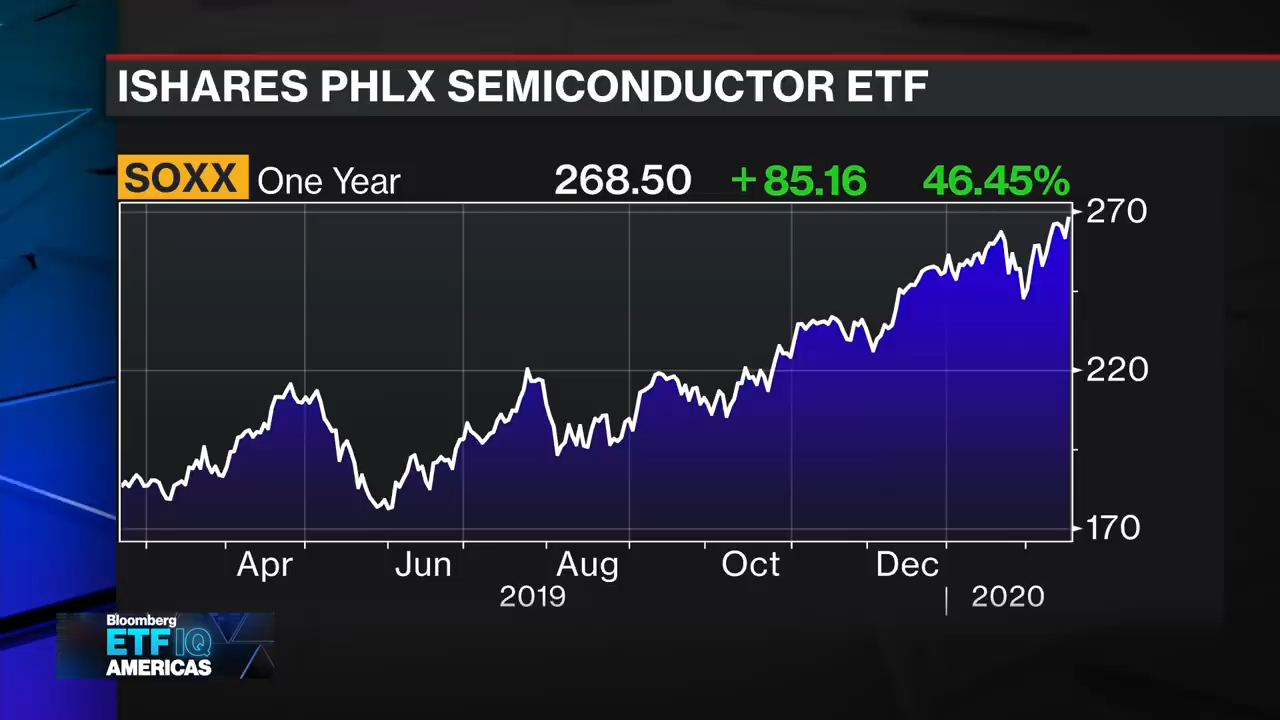 ISHARES PHLX SEMICONDUCTOR ETF
SOXX One Year 268.50 +85.16 46.45%
270
220
170
Apr Jun Aug Oct Dec
2019 2020
Bloomberg
ETF IQ
AMERICAS